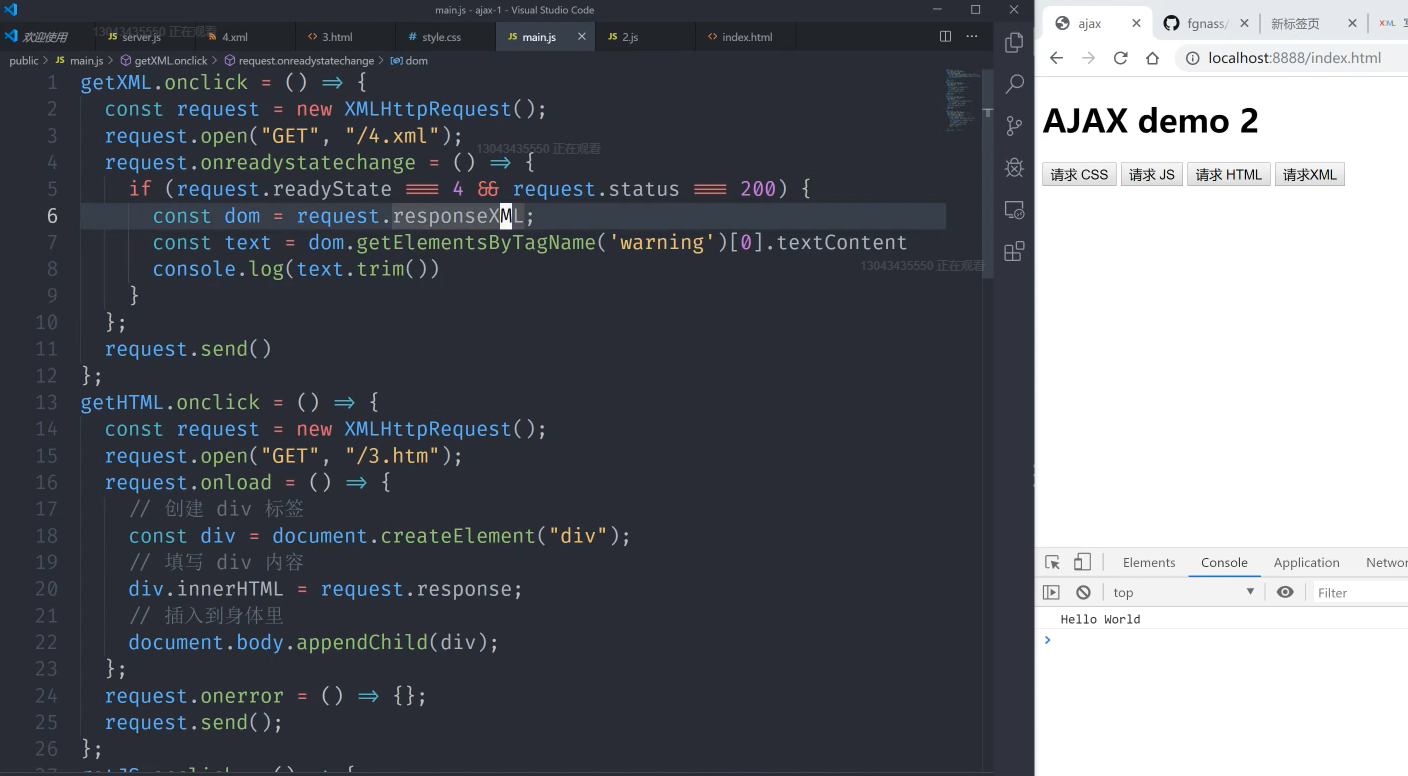 main.js - ajax-1 - Visual Studio Code
欢迎使用 server.js 4.xml 3.html style.css main.js 2.js index.html
13043435550 正在观看
public > main.js > getXML.onclick > request.onreadystatechange > dom
1 getXML.onclick = () => {
2 const request = new XMLHttpRequest();
3 request.open("GET", "/4.xml");
13043435550 正在观看
4 request.onreadystatechange = () => {
5 if (request.readyState === 4 && request.status === 200) {
6 const dom = request.responseXML;
7 const text = dom.getElementsByTagName('warning')[0].textContent
8 console.log(text.trim())
13043435550 正在观看
9 }
10 };
11 request.send()
12 };
13 getHTML.onclick = () => {
14 const request = new XMLHttpRequest();
15 request.open("GET", "/3.htm");
16 request.onload = () => {
17 // 创建 div 标签
18 const div = document.createElement("div");
19 // 填写 div 内容
20 div.innerHTML = request.response;
21 // 插入到身体里
22 document.body.appendChild(div);
23 };
24 request.onerror = () => {};
25 request.send();
26 };
ajax fgnass/ 新标签页 XML
localhost:8888/index.html
AJAX demo 2
请求 CSS 请求 JS 请求 HTML 请求XML
Elements Console Application Networ
top Filter
Hello World